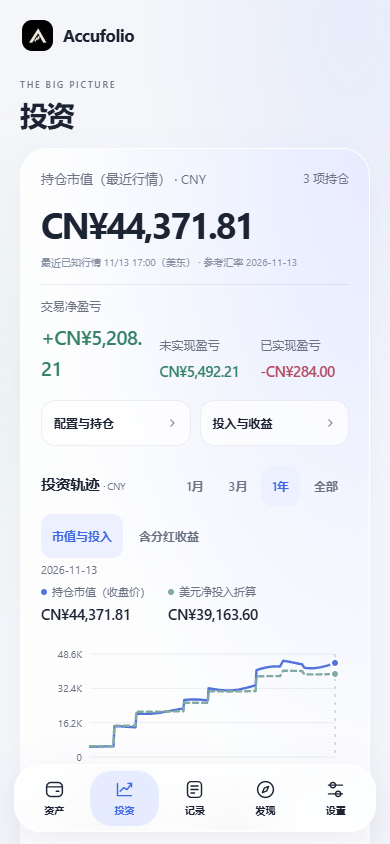 Accufolio
THE BIG PICTURE
投资
持仓市值（最近行情） · CNY
3 项持仓
CN¥44,371.81
最近已知行情 11/13 17:00（美东） · 参考汇率 2026-11-13
交易净盈亏
+CN¥5,208.
21
未实现盈亏
CN¥5,492.21
已实现盈亏
-CN¥284.00
配置与持仓
投入与收益
投资轨迹 · CNY
1月
3月
1年
全部
市值与投入
含分红收益
2026-11-13
持仓市值（收盘价）
美元净投入折算
CN¥44,371.81
CN¥39,163.60
48.6K
32.4K
16.2K
0
资产
投资
记录
发现
设置